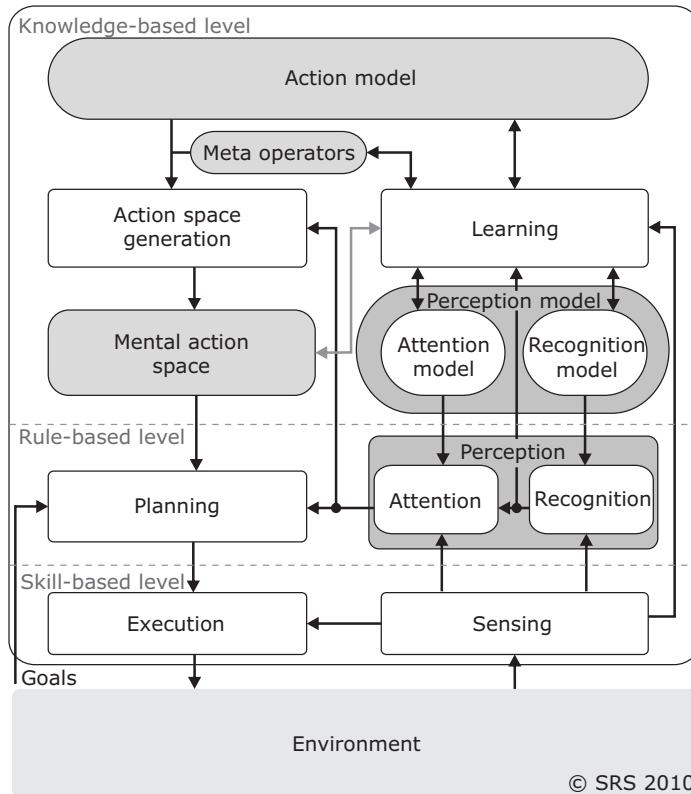 Knowledge-based level
Action model
Meta operators
Action space
generation
Learning
Perception model
Mental action
space
Attention
model
Recognition
model
Rule-based level
Perception
Planning
Attention
Recognition
Skill-based level
Execution
Sensing
Goals
Environment
© SRS 2010